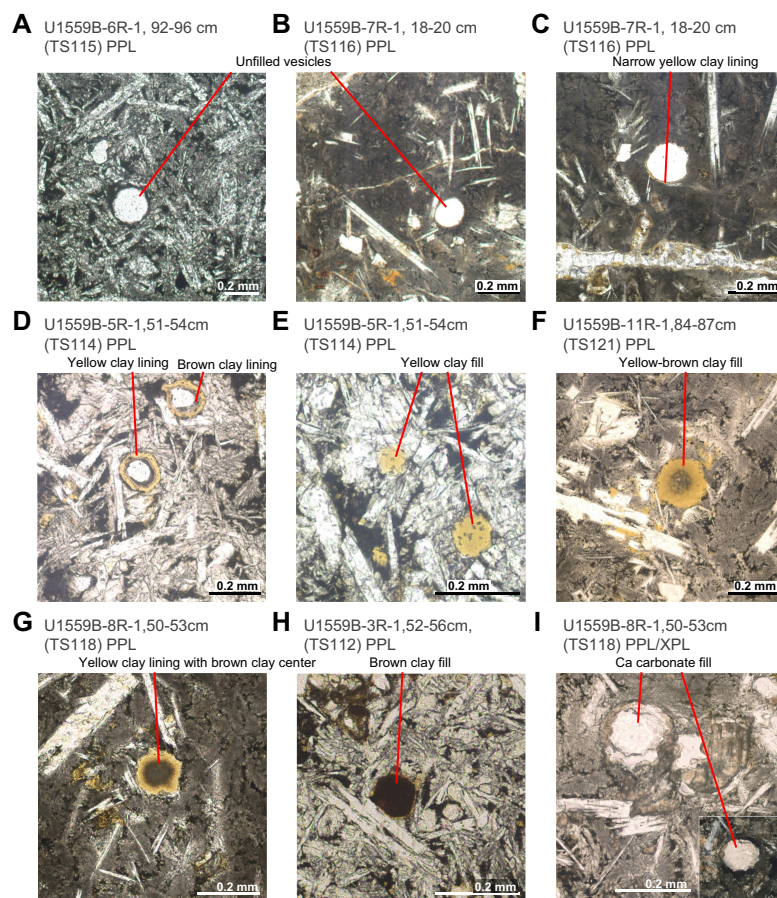 A U1559B-6R-1, 92-96 cm
(TS115) PPL
B U1559B-7R-1, 18-20 cm
(TS116) PPL
C U1559B-7R-1, 18-20 cm
(TS116) PPL
Unfilled vesicles
Narrow yellow clay lining
0.2 mm
0.2 mm
0.2 mm
D U1559B-5R-1,51-54cm
(TS114) PPL
E U1559B-5R-1,51-54cm
(TS114) PPL
F U1559B-11R-1,84-87cm
(TS121) PPL
Yellow clay lining
Brown clay lining
Yellow clay fill
Yellow-brown clay fill
0.2 mm
0.2 mm
0.2 mm
G U1559B-8R-1,50-53cm
(TS118) PPL
H U1559B-3R-1,52-56cm,
(TS112) PPL
I U1559B-8R-1,50-53cm
(TS118) PPL/XPL
Yellow clay lining with brown clay center
Brown clay fill
Ca carbonate fill
0.2 mm
0.2 mm
0.2 mm